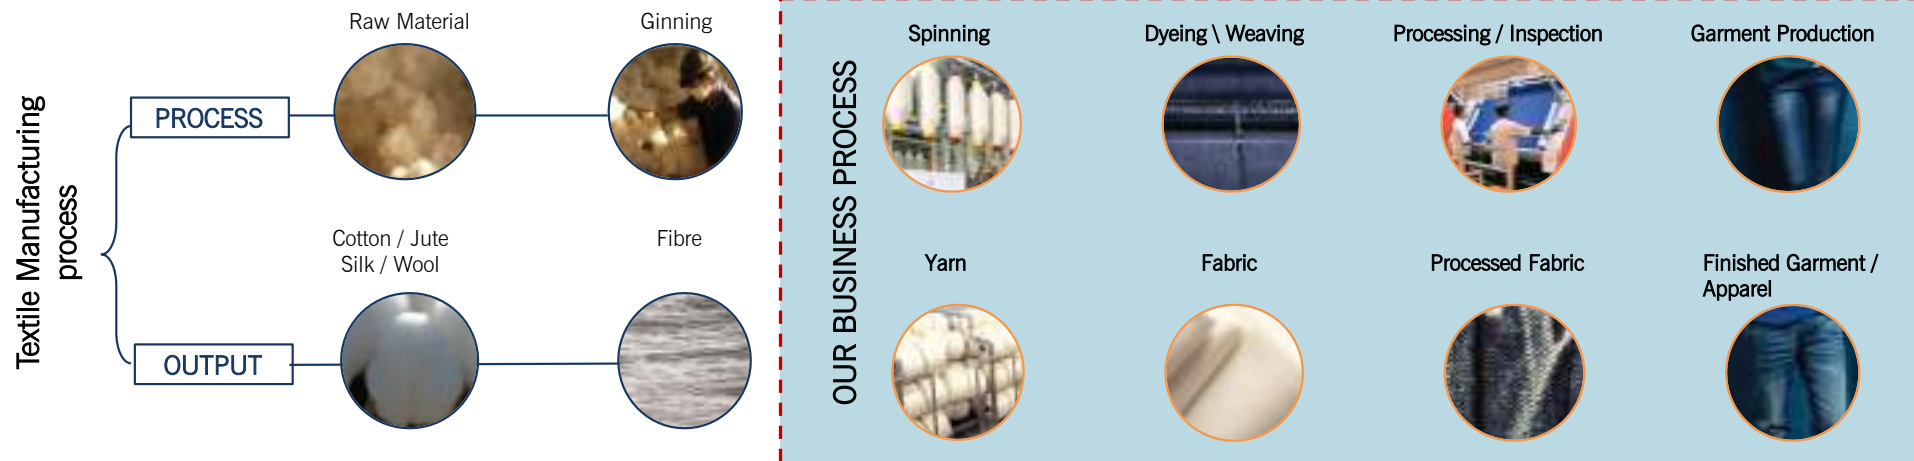 Textile Manufacturing
process
PROCESS
Raw Material
Ginning
OUTPUT
Cotton / Jute
Silk / Wool
Fibre
OUR BUSINESS PROCESS
Spinning
Dyeing \ Weaving
Processing / Inspection
Garment Production
Yarn
Fabric
Processed Fabric
Finished Garment /
Apparel